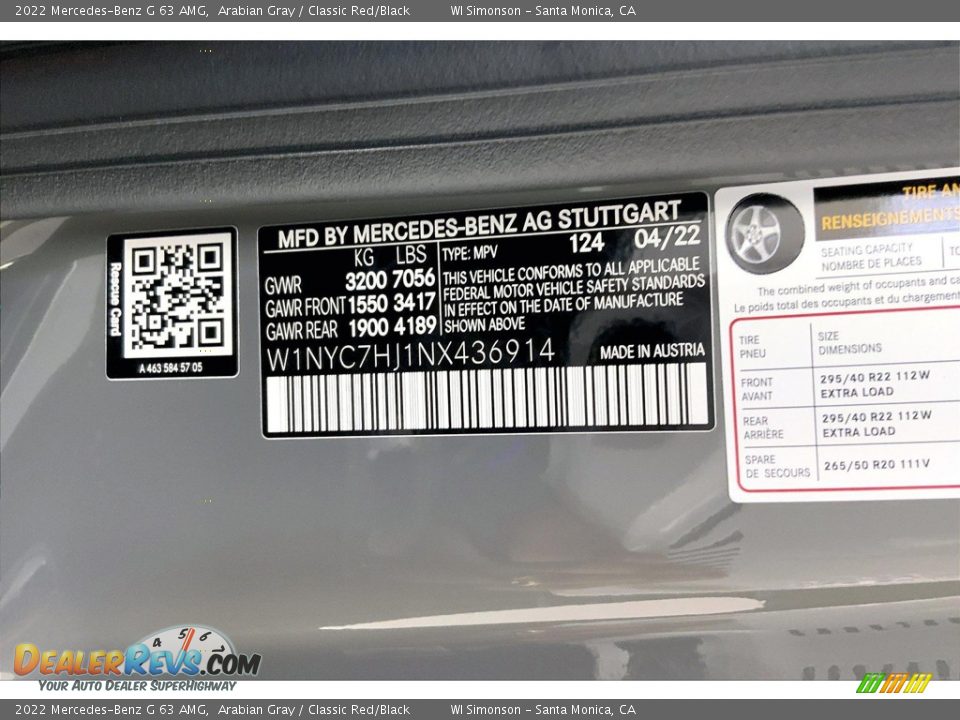 2022 Mercedes-Benz G 63 AMG, Arabian Gray / Classic Red/Black WI Simonson - Santa Monica, CA
Rescue Card
A 463 584 57 05
MFD BY MERCEDES-BENZ AG STUTTGART
KG LBS
GVWR 3200 7056
GAWR FRONT 1550 3417
GAWR REAR 1900 4189
TYPE: MPV 124 04/22
THIS VEHICLE CONFORMS TO ALL APPLICABLE
FEDERAL MOTOR VEHICLE SAFETY STANDARDS
IN EFFECT ON THE DATE OF MANUFACTURE
SHOWN ABOVE
W1NYC7HJ1NX436914 MADE IN AUSTRIA
TIRE AN
RENSEIGNEMENTS
SEATING CAPACITY
NOMBRE DE PLACES
TO
The combined weight of occupants and ca
Le poids total des occupants et du chargement
TIRE
PNEU
SIZE
DIMENSIONS
FRONT
AVANT
295/40 R22 112W
EXTRA LOAD
REAR
ARRIÈRE
295/40 R22 112W
EXTRA LOAD
SPARE
DE SECOURS
265/50 R20 111V
4 5 6
DealerRevs.com
Your Auto Dealer SuperHighway
2022 Mercedes-Benz G 63 AMG, Arabian Gray / Classic Red/Black WI Simonson - Santa Monica, CA